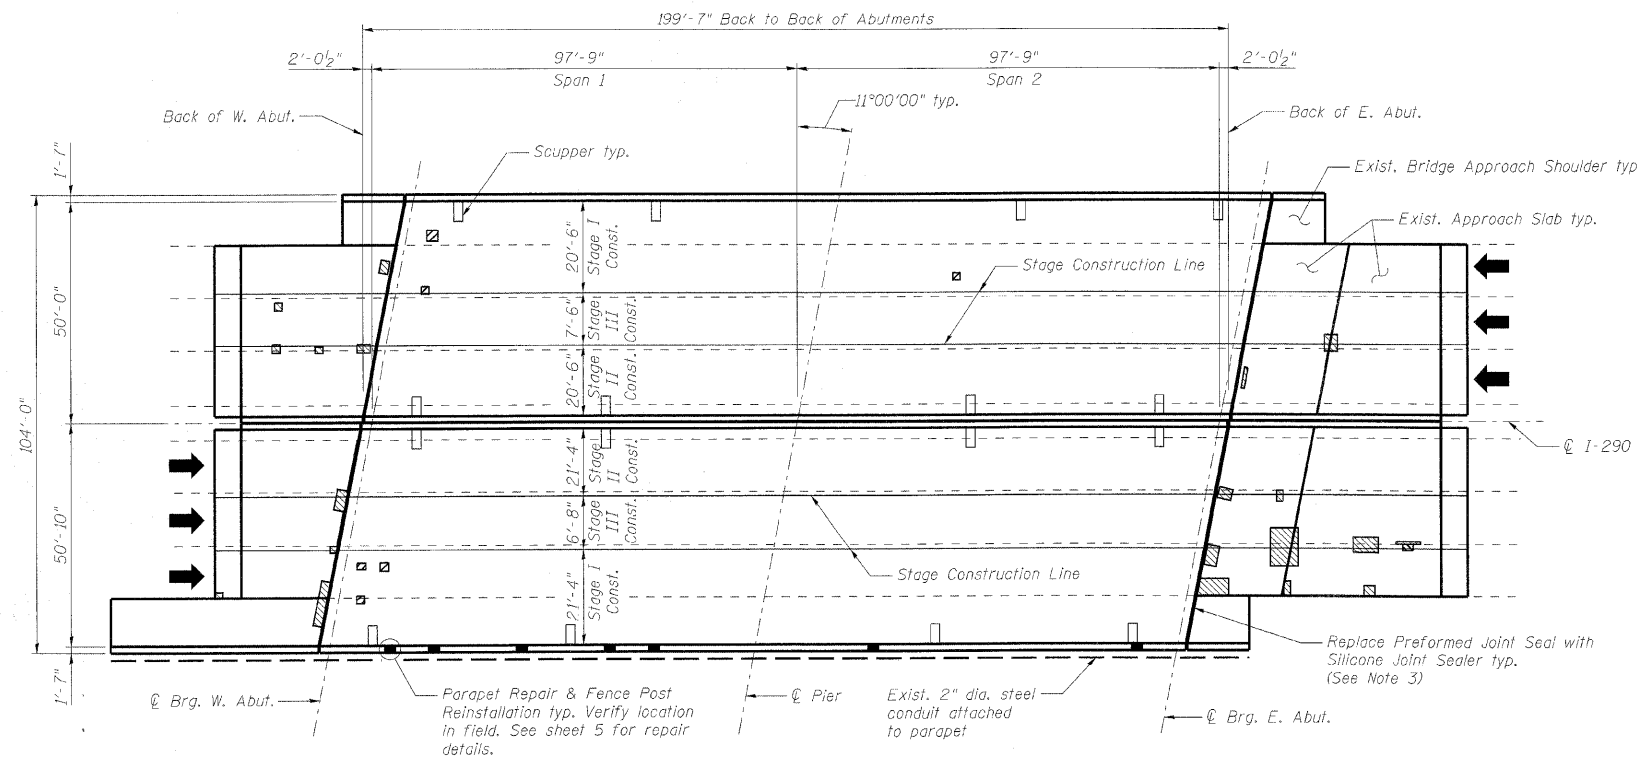 199'-7" Back to Back of Abutments
2'-0½"
97'-9"
Span 1
97'-9"
Span 2
2'-0½"
11°00'00" typ.
Back of W. Abut.
Back of E. Abut.
1'-7"
Scupper typ.
Exist. Bridge Approach Shoulder typ
Exist. Approach Slab typ.
20'-6"
Stage I
Const.
Stage Construction Line
50'-0"
7'-6"
Stage
III
Const.
20'-6"
Stage
II
Const.
104'-0"
℄ I-290
21'-4"
Stage
II
Const.
50'-10"
6'-8"
Stage
III
Const.
Stage Construction Line
21'-4"
Stage I
Const.
1'-7"
Replace Preformed Joint Seal with
Silicone Joint Sealer typ.
(See Note 3)
℄ Brg. W. Abut.
Parapet Repair & Fence Post
Reinstallation typ. Verify location
in field. See sheet 5 for repair
details.
℄ Pier
Exist. 2" dia. steel
conduit attached
to parapet
℄ Brg. E. Abut.